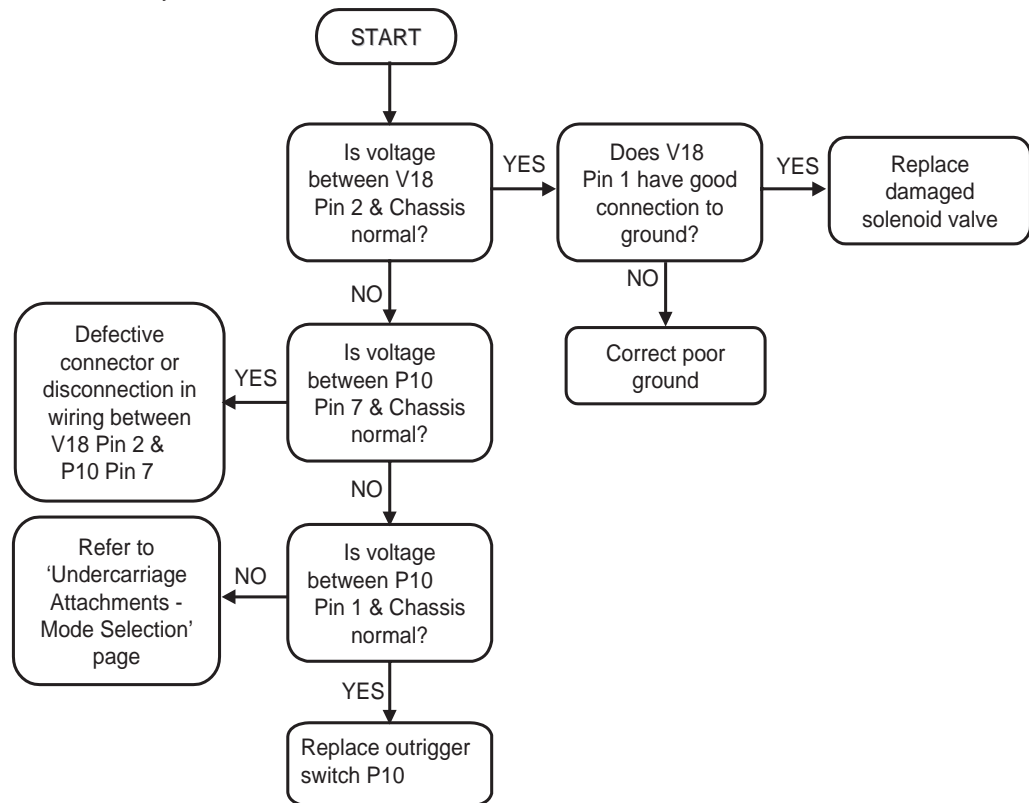 START
Is voltage
between V18
Pin 2 & Chassis
normal?
YES
Does V18
Pin 1 have good
connection to
ground?
YES
Replace
damaged
solenoid valve
NO
NO
Correct poor
ground
Is voltage
between P10
Pin 7 & Chassis
normal?
YES
Defective
connector or
disconnection in
wiring between
V18 Pin 2 &
P10 Pin 7
NO
Is voltage
between P10
Pin 1 & Chassis
normal?
NO
Refer to
‘Undercarriage
Attachments -
Mode Selection’
page
YES
Replace outrigger
switch P10